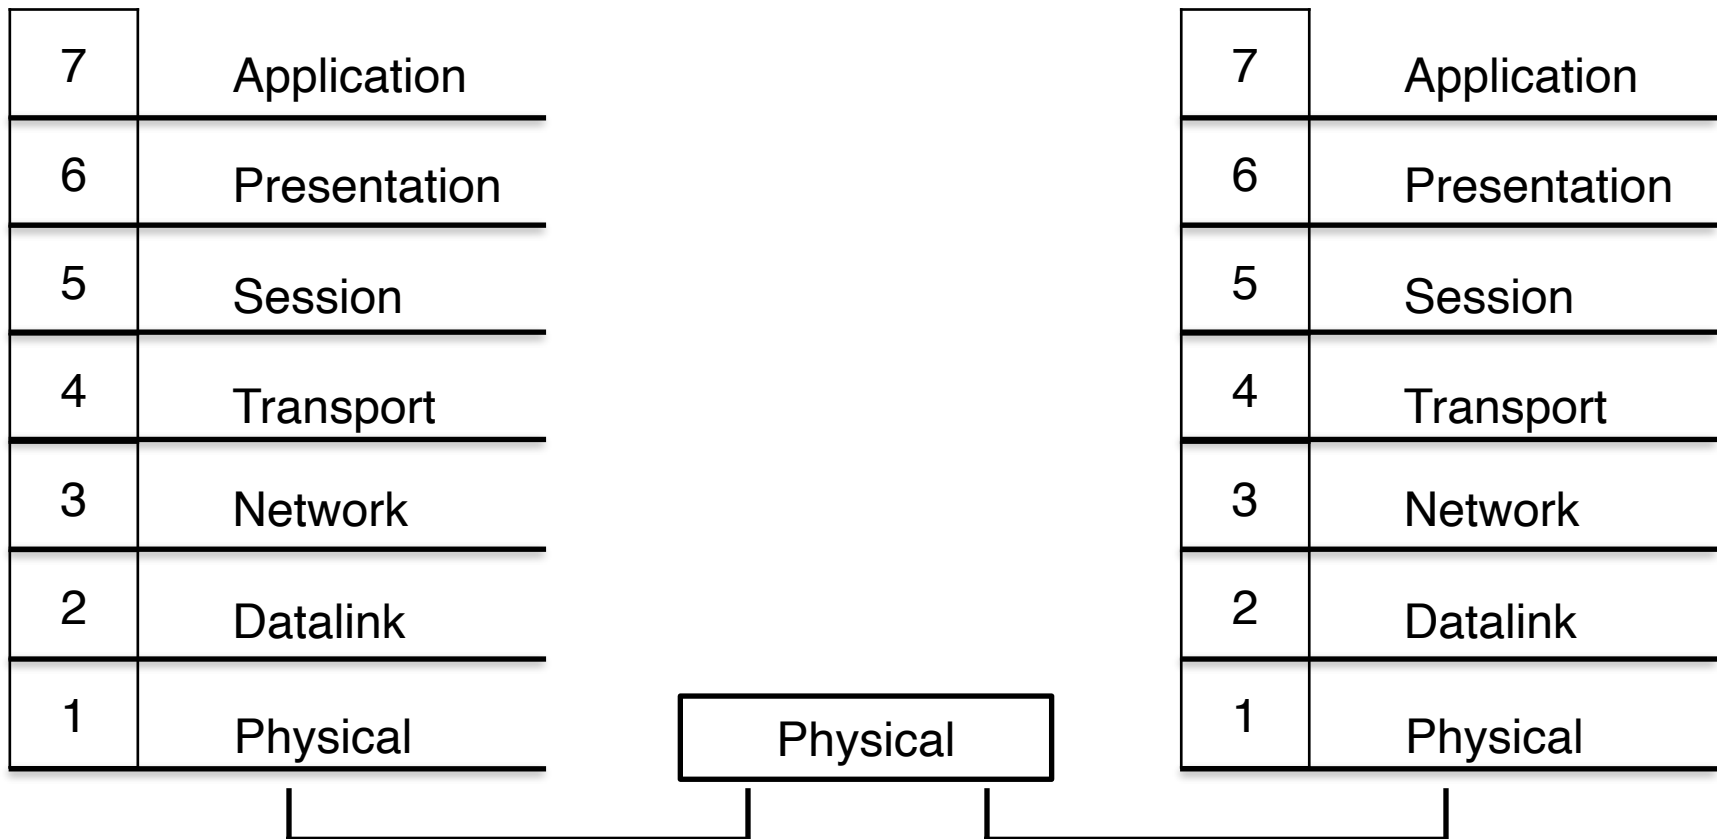 7 Application
6 Presentation
5 Session
4 Transport
3 Network
2 Datalink
1 Physical
Physical
7 Application
6 Presentation
5 Session
4 Transport
3 Network
2 Datalink
1 Physical